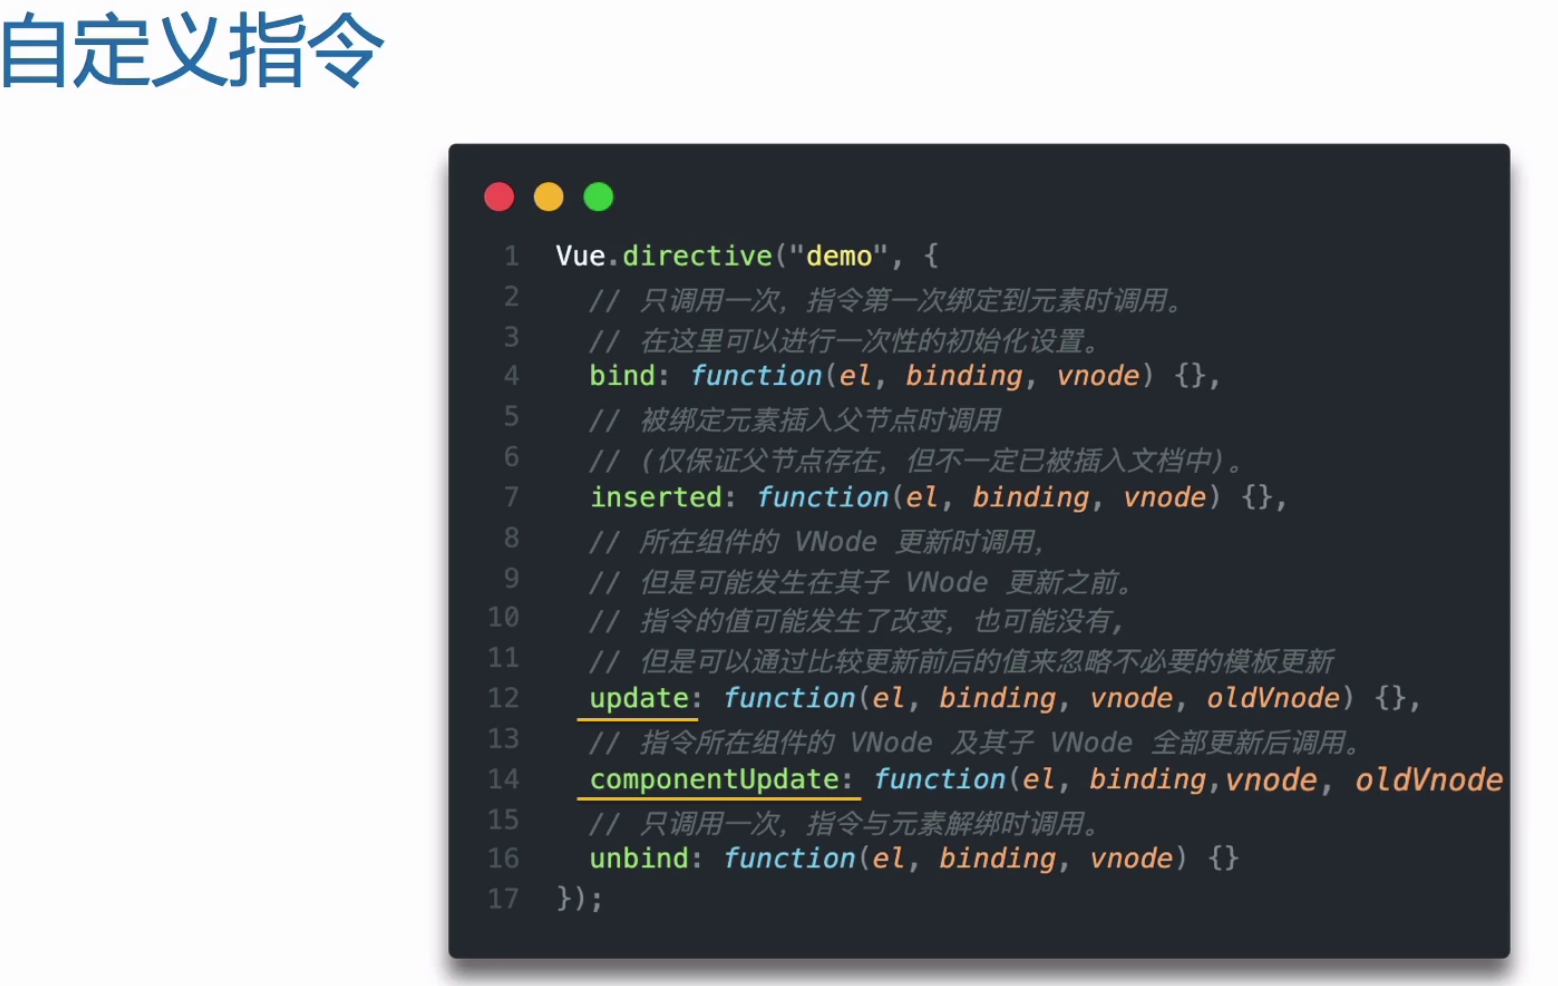 自定义指令
1 Vue.directive("demo", {
2 // 只调用一次，指令第一次绑定到元素时调用。
3 // 在这里可以进行一次性的初始化设置。
4 bind: function(el, binding, vnode) {},
5 // 被绑定元素插入父节点时调用
6 // (仅保证父节点存在，但不一定已被插入文档中)。
7 inserted: function(el, binding, vnode) {},
8 // 所在组件的 VNode 更新时调用，
9 // 但是可能发生在其子 VNode 更新之前。
10 // 指令的值可能发生了改变，也可能没有，
11 // 但是可以通过比较更新前后的值来忽略不必要的模板更新
12 update: function(el, binding, vnode, oldVnode) {},
13 // 指令所在组件的 VNode 及其子 VNode 全部更新后调用。
14 componentUpdate: function(el, binding,vnode, oldVnode
15 // 只调用一次，指令与元素解绑时调用。
16 unbind: function(el, binding, vnode) {}
17 });